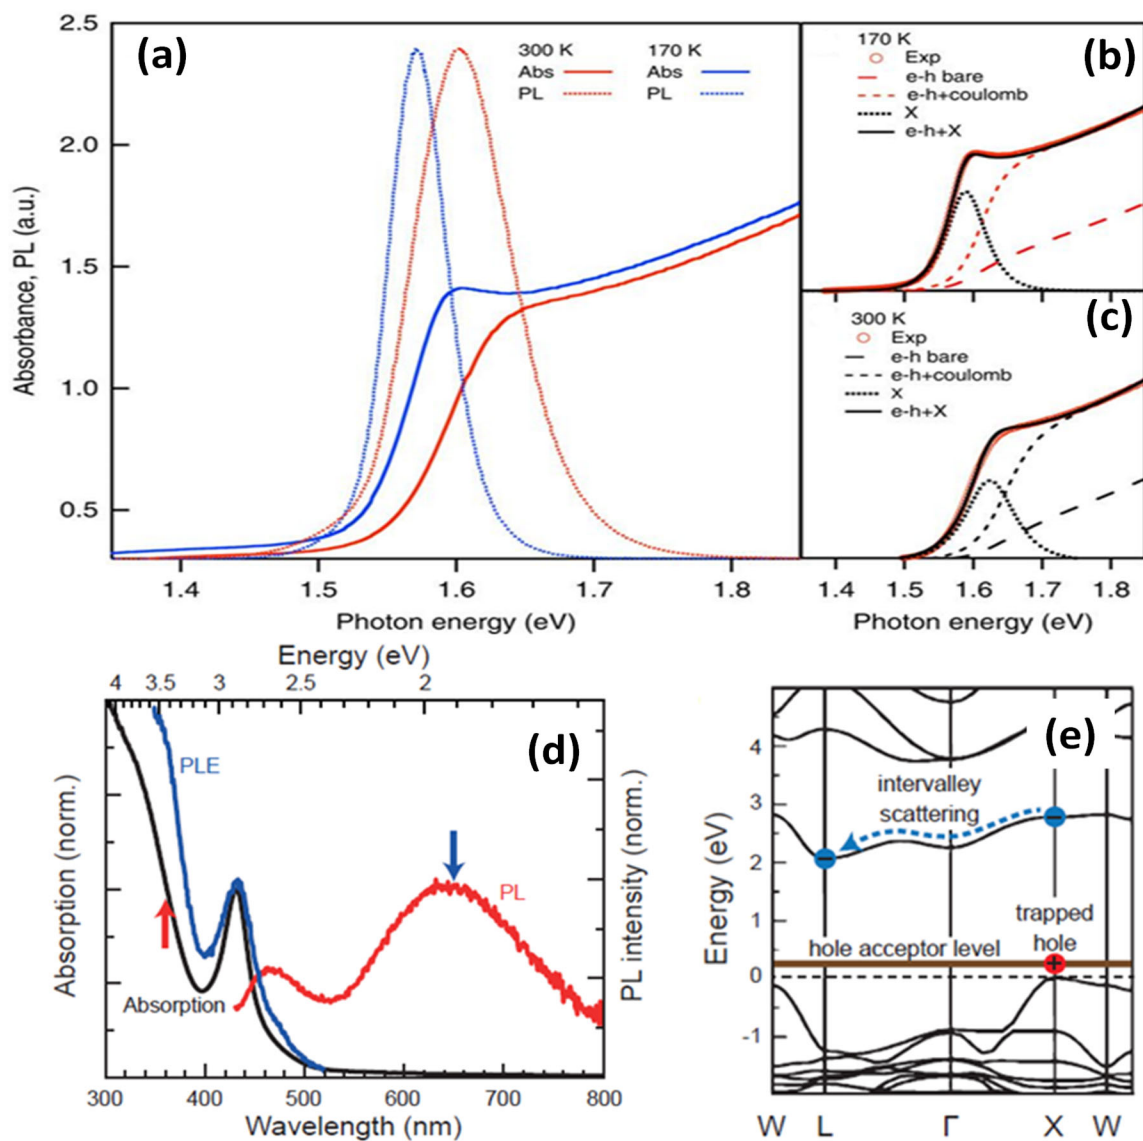 (a)
300 K
170 K
Abs
Abs
PL
PL
2.5
2.0
1.5
1.0
0.5
Absorbance, PL (a.u.)
1.4
1.5
1.6
1.7
1.8
Photon energy (eV)
(b)
170 K
Exp
e-h bare
e-h+coulomb
X
e-h+X
(c)
300 K
Exp
e-h bare
e-h+coulomb
X
e-h+X
1.4
1.5
1.6
1.7
1.8
Photon energy (eV)
Energy (eV)
4
3.5
3
2.5
2
(d)
PLE
PL
Absorption
Absorption (norm.)
PL intensity (norm.)
300
400
500
600
700
800
Wavelength (nm)
(e)
4
3
2
1
0
-1
Energy (eV)
intervalley
scattering
trapped
hole
hole acceptor level
W
L
Γ
X
W